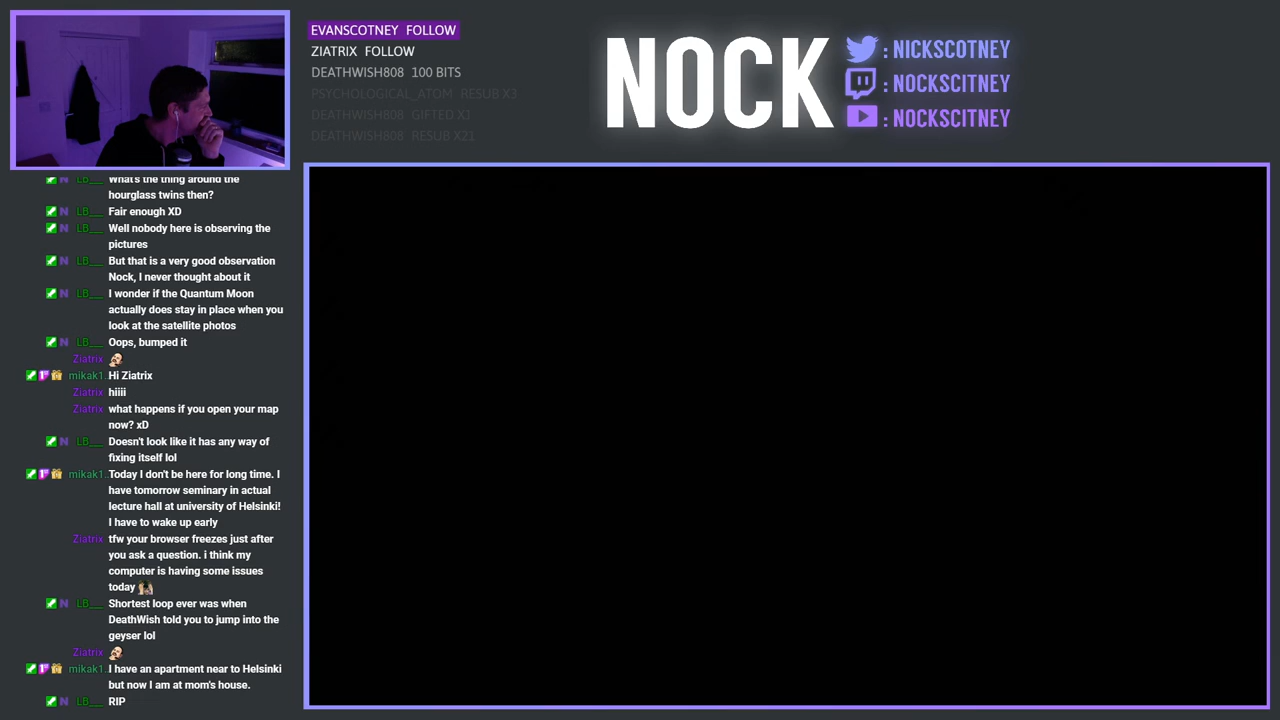 EVANSCOTNEY FOLLOW
ZIATRIX FOLLOW
DEATHWISH808 100 BITS
PSYCHOLOGICAL_ATOM RESUB X3
DEATHWISH808 GIFTED X1
DEATHWISH808 RESUB X21
NOCK
: NICKSCOTNEY
: NOCKSCITNEY
: NOCKSCITNEY
LB___ What's the thing around the
hourglass twins then?
N LB___ Fair enough XD
N LB___ Well nobody here is observing the
pictures
N LB___ But that is a very good observation
Nock, I never thought about it
N LB___ I wonder if the Quantum Moon
actually does stay in place when you
look at the satellite photos
N LB___ Oops, bumped it
Ziatrix
mikak1.. Hi Ziatrix
Ziatrix hiiii
Ziatrix what happens if you open your map
now? xD
N LB___ Doesn't look like it has any way of
fixing itself lol
mikak1.. Today I don't be here for long time. I
have tomorrow seminary in actual
lecture hall at university of Helsinki!
I have to wake up early
Ziatrix tfw your browser freezes just after
you ask a question. i think my
computer is having some issues
today
N LB___ Shortest loop ever was when
DeathWish told you to jump into the
geyser lol
Ziatrix
mikak1.. I have an apartment near to Helsinki
but now I am at mom's house.
N LB___ RIP